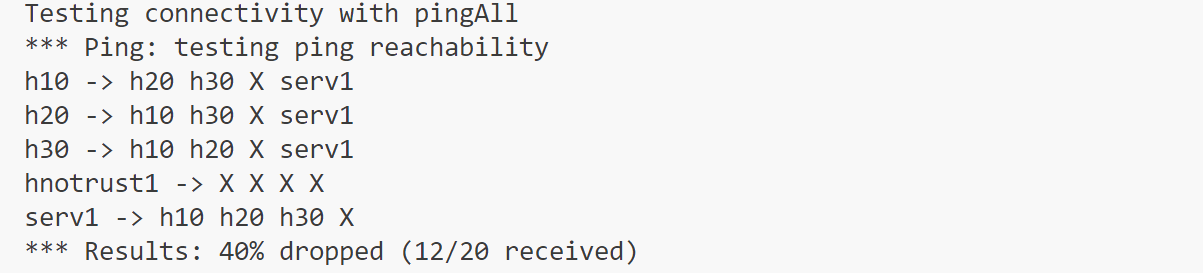 Testing connectivity with pingAll
*** Ping: testing ping reachability
h10 -> h20 h30 X serv1
h20 -> h10 h30 X serv1
h30 -> h10 h20 X serv1
hnotrust1 -> X X X X
serv1 -> h10 h20 h30 X
*** Results: 40% dropped (12/20 received)